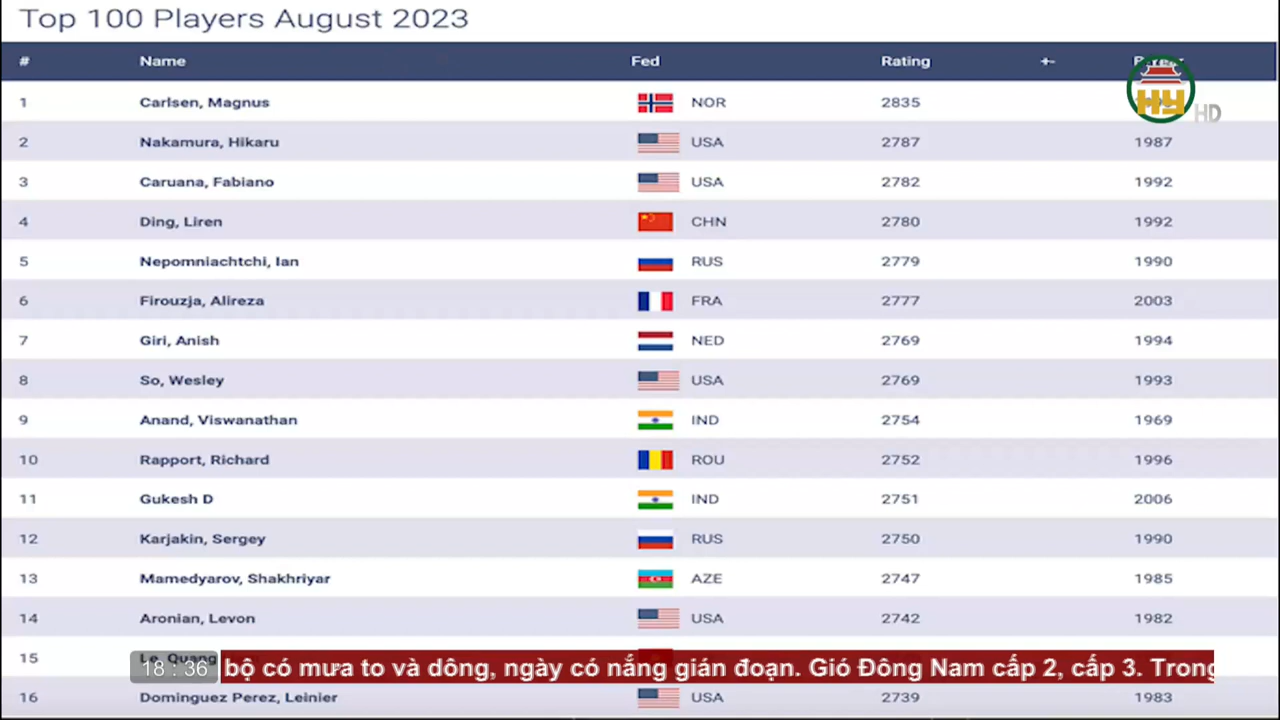 Top 100 Players August 2023
# Name Fed Rating +-
1 Carlsen, Magnus NOR 2835
2 Nakamura, Hikaru USA 2787 1987
3 Caruana, Fabiano USA 2782 1992
4 Ding, Liren CHN 2780 1992
5 Nepomniachtchi, Ian RUS 2779 1990
6 Firouzja, Alireza FRA 2777 2003
7 Giri, Anish NED 2769 1994
8 So, Wesley USA 2769 1993
9 Anand, Viswanathan IND 2754 1969
10 Rapport, Richard ROU 2752 1996
11 Gukesh D IND 2751 2006
12 Karjakin, Sergey RUS 2750 1990
13 Mamedyarov, Shakhriyar AZE 2747 1985
14 Aronian, Levon USA 2742 1982
15
16 Dominguez Perez, Leinier USA 2739 1983
HY HD
18 : 36 bộ có mưa to và dông, ngày có nắng gián đoạn. Gió Đông Nam cấp 2, cấp 3. Trong